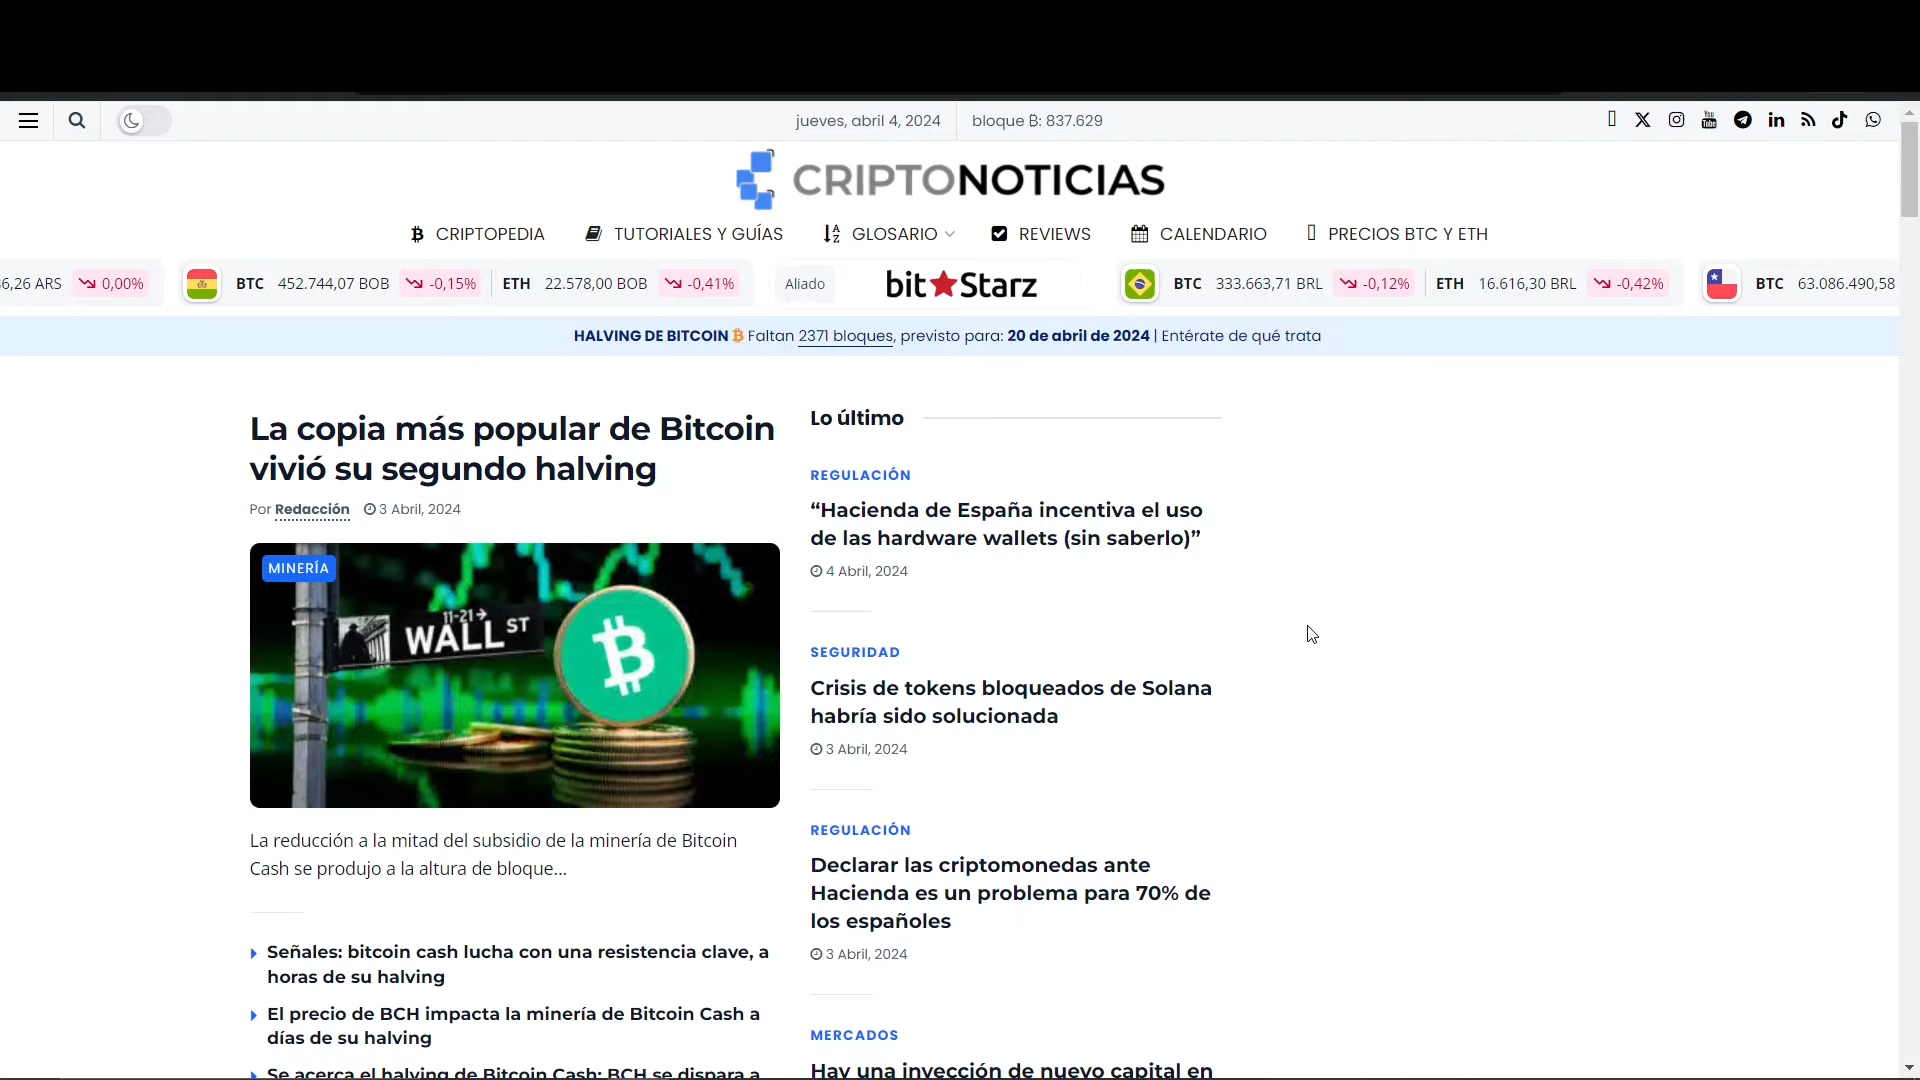 jueves, abril 4, 2024 bloque ₿: 837.629
CRIPTONOTICIAS
CRIPTOPEDIA TUTORIALES Y GUÍAS GLOSARIO REVIEWS CALENDARIO PRECIOS BTC Y ETH
6,26 ARS 0,00% BTC 452.744,07 BOB -0,15% ETH 22.578,00 BOB -0,41% Aliado bitStarz BTC 333.663,71 BRL -0,12% ETH 16.616,30 BRL -0,42% BTC 63.086.490,58
HALVING DE BITCOIN ₿ Faltan 2371 bloques, previsto para: 20 de abril de 2024 | Entérate de qué trata
La copia más popular de Bitcoin
vivió su segundo halving
Por Redacción 3 Abril, 2024
MINERÍA
11-21→
WALL ST
La reducción a la mitad del subsidio de la minería de Bitcoin
Cash se produjo a la altura de bloque...
Señales: bitcoin cash lucha con una resistencia clave, a
horas de su halving
El precio de BCH impacta la minería de Bitcoin Cash a
días de su halving
Se acerca el halving de Bitcoin Cash: BCH se dispara a
Lo último
REGULACIÓN
“Hacienda de España incentiva el uso
de las hardware wallets (sin saberlo)”
4 Abril, 2024
SEGURIDAD
Crisis de tokens bloqueados de Solana
habría sido solucionada
3 Abril, 2024
REGULACIÓN
Declarar las criptomonedas ante
Hacienda es un problema para 70% de
los españoles
3 Abril, 2024
MERCADOS
Hay una inyección de nuevo capital en